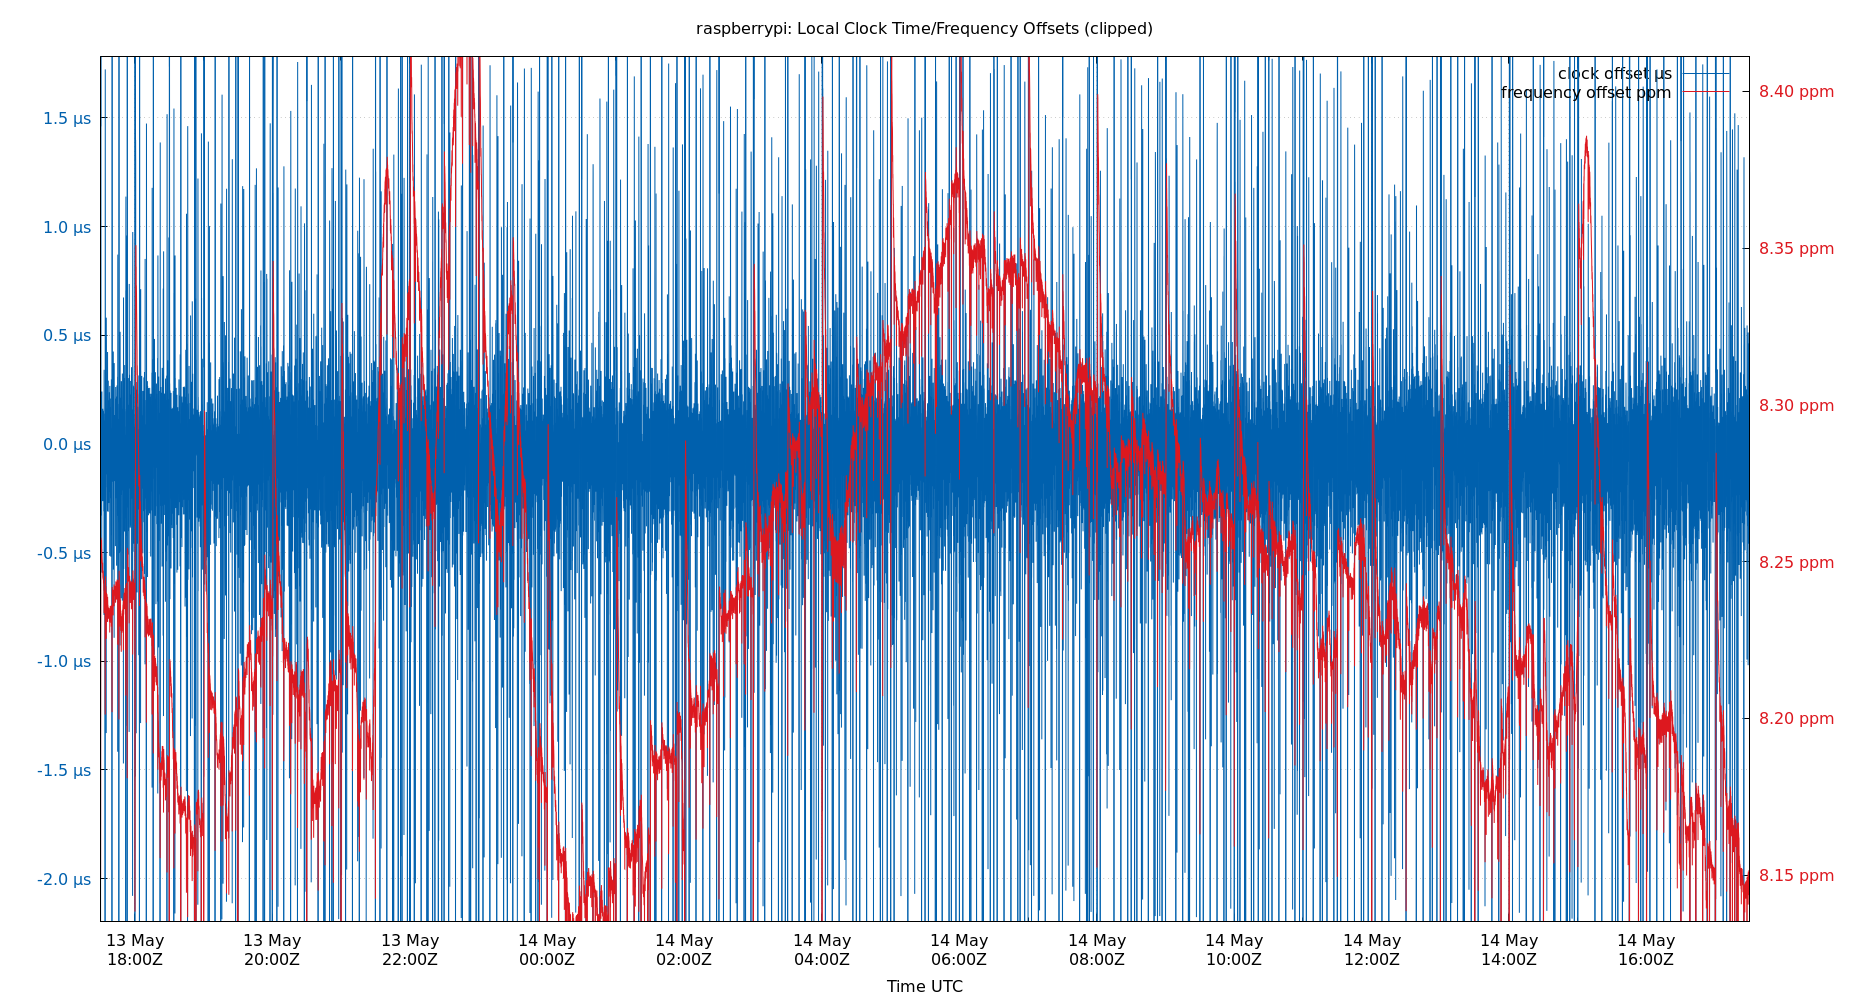 raspberrypi: Local Clock Time/Frequency Offsets (clipped)
clock offset µs
frequency offset ppm
1.5 µs
1.0 µs
0.5 µs
0.0 µs
-0.5 µs
-1.0 µs
-1.5 µs
-2.0 µs
8.40 ppm
8.35 ppm
8.30 ppm
8.25 ppm
8.20 ppm
8.15 ppm
13 May 13 May 13 May 14 May 14 May 14 May 14 May 14 May 14 May 14 May 14 May 14 May
18:00Z 20:00Z 22:00Z 00:00Z 02:00Z 04:00Z 06:00Z 08:00Z 10:00Z 12:00Z 14:00Z 16:00Z
Time UTC